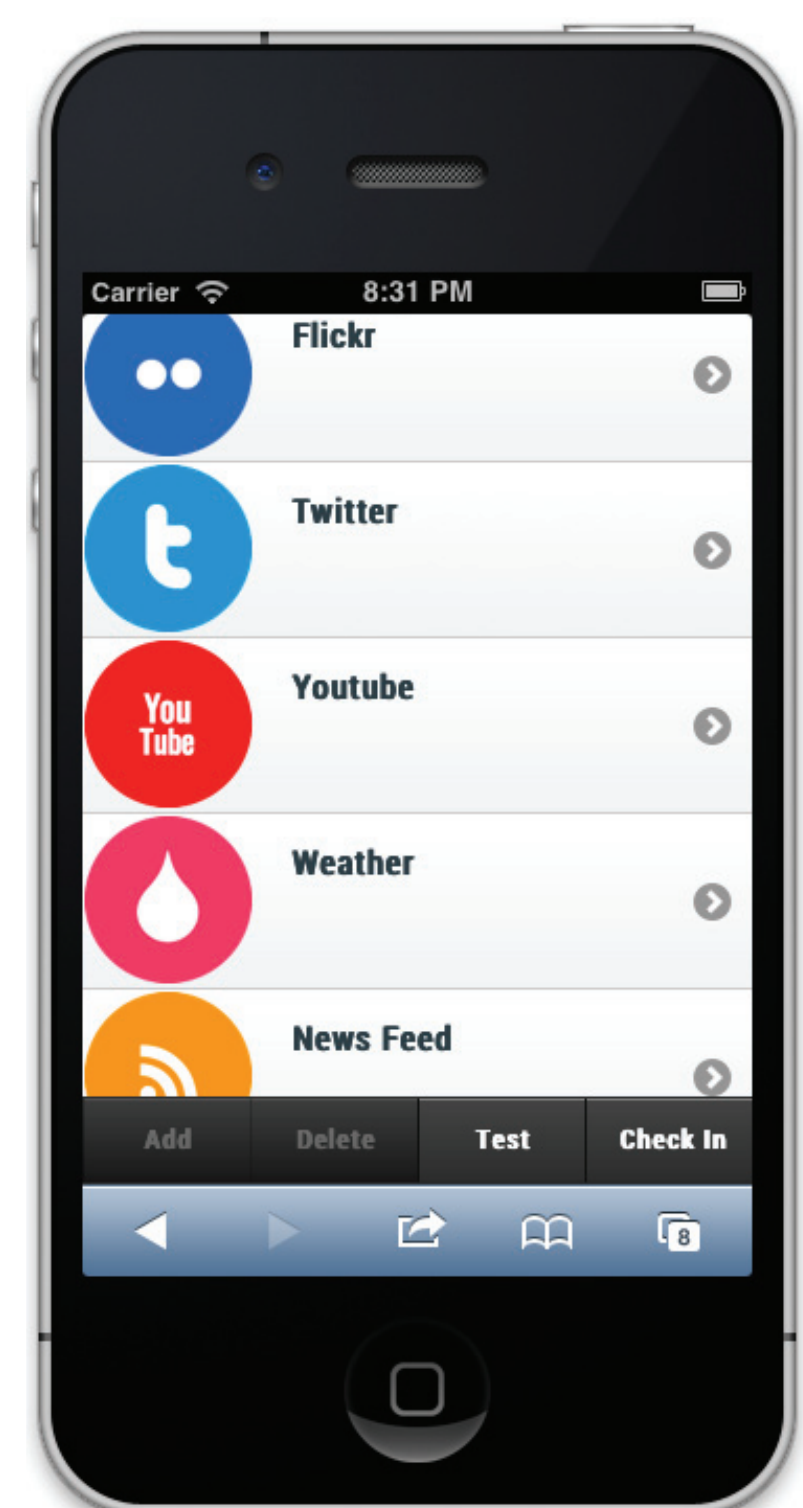 Carrier 8:31 PM
Flickr
t
Twitter
You
Tube
Youtube
Weather
News Feed
Add Delete Test Check In
8